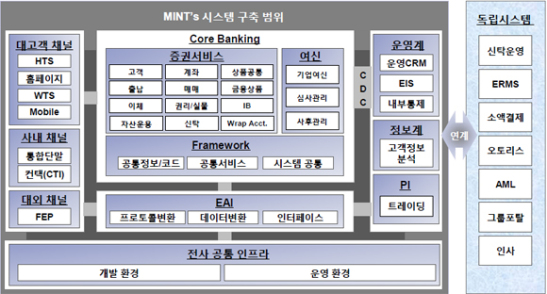 MINT's 시스템 구축 범위
대고객 채널
HTS
홈페이지
WTS
Mobile
사내 채널
통합단말
컨택(CTI)
대외 채널
FEP
Core Banking
증권서비스
고객 계좌 상품공통
출납 매매 금융상품
이체 권리/실물 IB
자산운용 신탁 Wrap Acct.
여신
기업여신
심사관리
사후관리
Framework
공통정보/코드 공통서비스 시스템 공통
EAI
프로토콜변환 데이터변환 인터페이스
C
D
C
운영계
운영CRM
EIS
내부통제
정보계
고객정보
분석
PI
트레이딩
전사 공통 인프라
개발 환경 운영 환경
연계
독립시스템
신탁운영
ERMS
소액결제
오토리스
AML
그룹포탈
인사